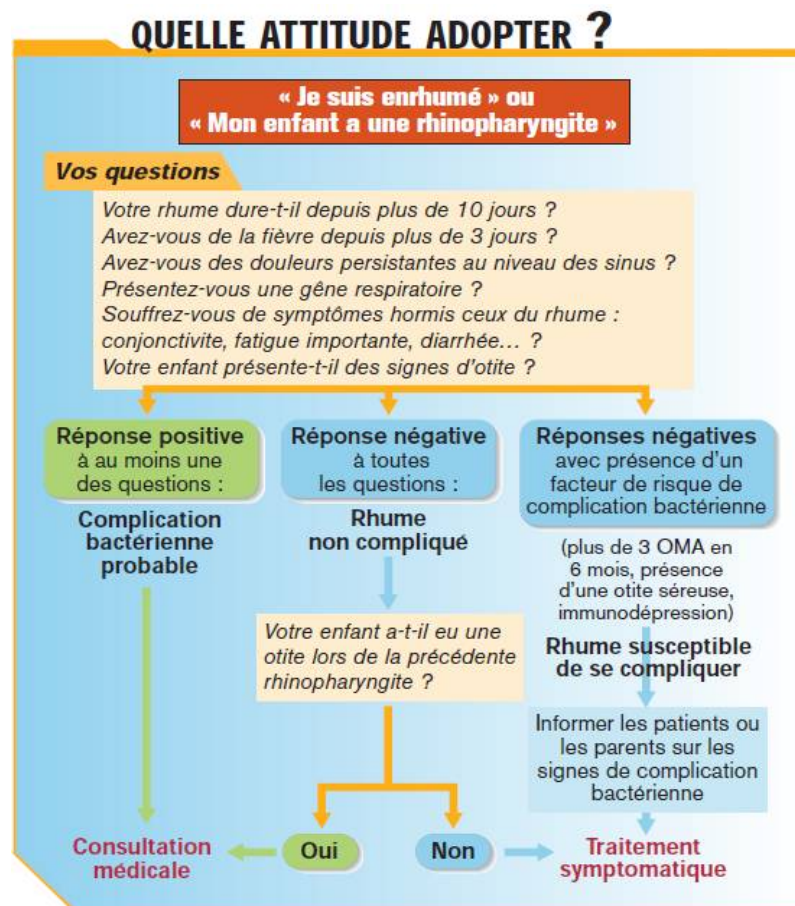 QUELLE ATTITUDE ADOPTER ?
« Je suis enrhumé » ou
« Mon enfant a une rhinopharyngite »
Vos questions
Votre rhume dure-t-il depuis plus de 10 jours ?
Avez-vous de la fièvre depuis plus de 3 jours ?
Avez-vous des douleurs persistantes au niveau des sinus ?
Présentez-vous une gêne respiratoire ?
Souffrez-vous de symptômes hormis ceux du rhume :
conjonctivite, fatigue importante, diarrhée... ?
Votre enfant présente-t-il des signes d'otite ?
Réponse positive
à au moins une
des questions :
Complication
bactérienne
probable
Réponse négative
à toutes
les questions :
Rhume
non compliqué
Votre enfant a-t-il eu une
otite lors de la précédente
rhinopharyngite ?
Réponses négatives
avec présence d'un
facteur de risque de
complication bactérienne
(plus de 3 OMA en
6 mois, présence
d'une otite séreuse,
immunodépression)
Rhume susceptible
de se compliquer
Informer les patients ou
les parents sur les
signes de complication
bactérienne
Consultation
médicale
Oui
Non
Traitement
symptomatique